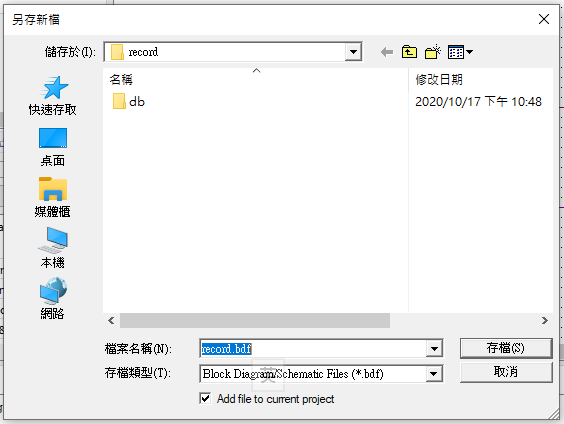 另存新檔
儲存於(I):
record
名稱
修改日期
db
2020/10/17 下午 10:48
快速存取
桌面
媒體櫃
本機
網路
檔案名稱(N):
record.bdf
存檔(S)
存檔類型(T):
Block Diagram/Schematic Files (*.bdf)
英
取消
Add file to current project